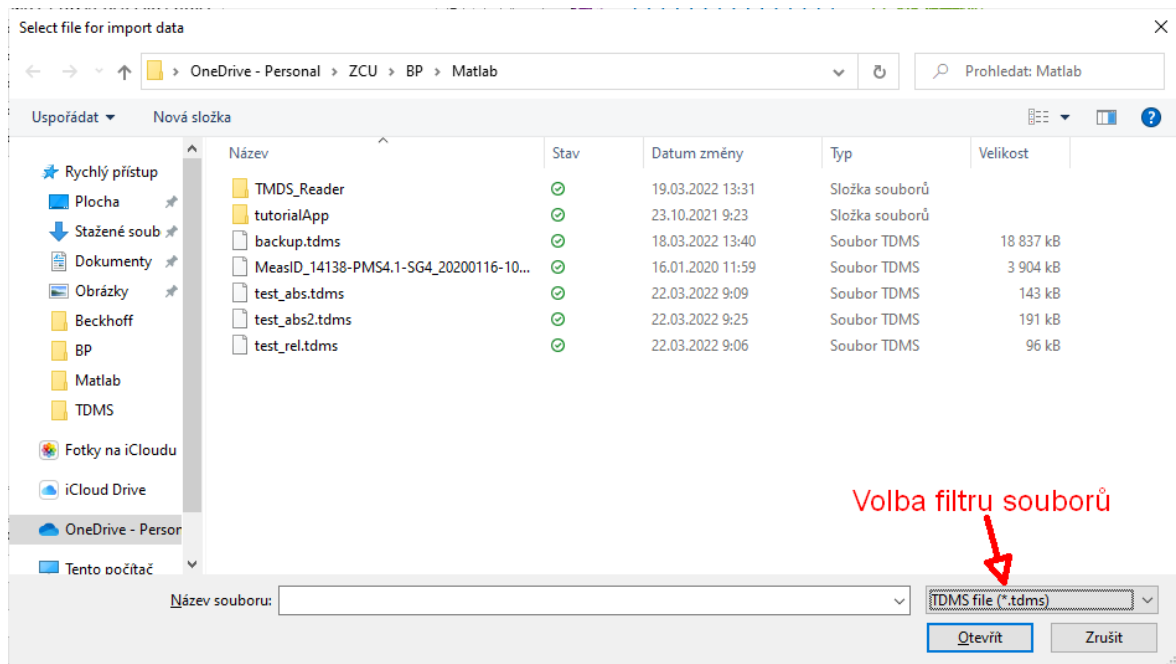 Select file for import data
OneDrive - Personal > ZCU > BP > Matlab
Prohledat: Matlab
Uspořádat
Nová složka
Název Stav Datum změny Typ Velikost
Rychlý přístup
Plocha
Stažené soub
Dokumenty
Obrázky
Beckhoff
BP
Matlab
TDMS
Fotky na iCloudu
iCloud Drive
OneDrive - Person
Tento počítač
TMDS_Reader 19.03.2022 13:31 Složka souborů
tutorialApp 23.10.2021 9:23 Složka souborů
backup.tdms 18.03.2022 13:40 Soubor TDMS 18 837 kB
MeasID_14138-PMS4.1-SG4_20200116-10... 16.01.2020 11:59 Soubor TDMS 3 904 kB
test_abs.tdms 22.03.2022 9:09 Soubor TDMS 143 kB
test_abs2.tdms 22.03.2022 9:25 Soubor TDMS 191 kB
test_rel.tdms 22.03.2022 9:06 Soubor TDMS 96 kB
Volba filtru souborů
Název souboru:
TDMS file (*.tdms)
Otevřít
Zrušit